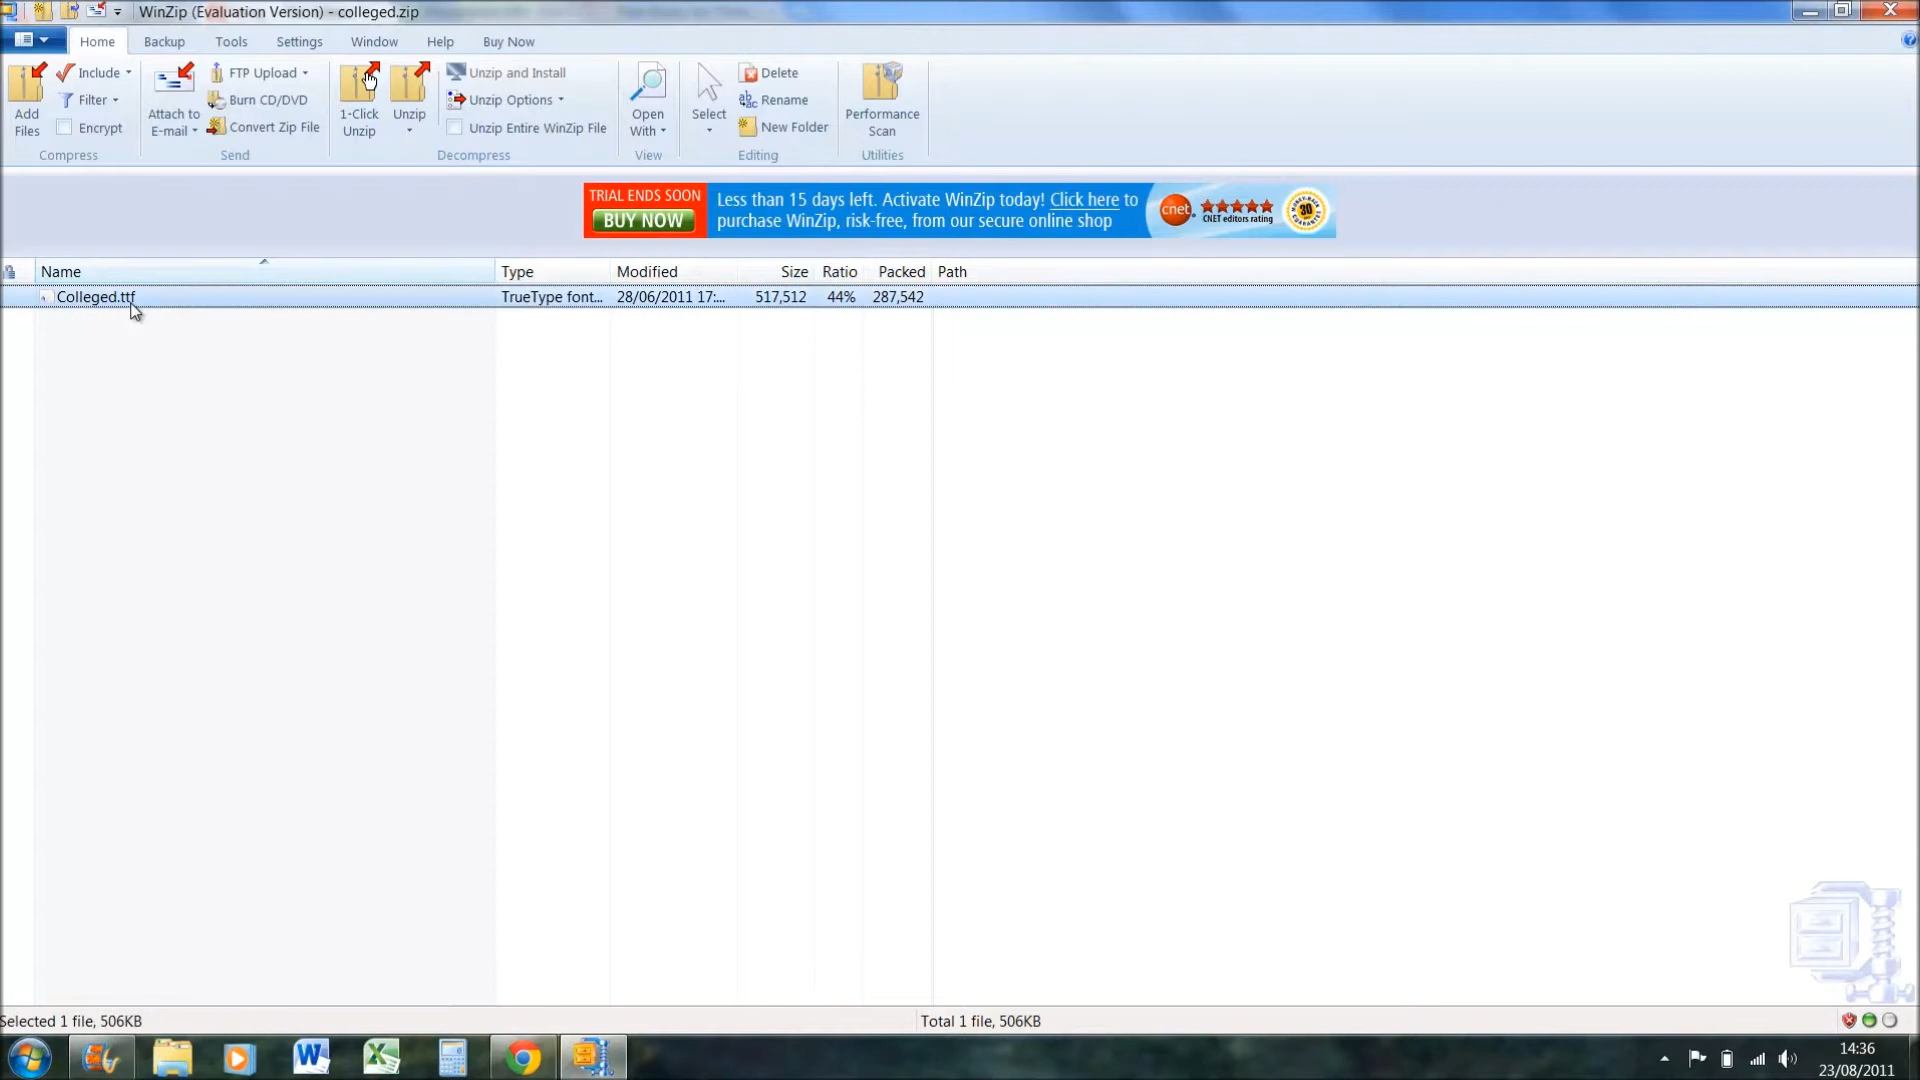 WinZip (Evaluation Version) - colleged.zip
Home Backup Tools Settings Window Help Buy Now
Add Files
Include
Filter
Encrypt
Compress
Attach to E-mail
FTP Upload
Burn CD/DVD
Convert Zip File
Send
1-Click Unzip
Unzip
Unzip and Install
Unzip Options
Unzip Entire WinZip File
Decompress
Open With
View
Select
Delete
Rename
New Folder
Editing
Performance Scan
Utilities
TRIAL ENDS SOON
BUY NOW
Less than 15 days left. Activate WinZip today! Click here to
purchase WinZip, risk-free, from our secure online shop
cnet
CNET editors rating
30
Name Type Modified Size Ratio Packed Path
Colleged.ttf TrueType font... 28/06/2011 17:... 517,512 44% 287,542
Selected 1 file, 506KB
Total 1 file, 506KB
14:36
23/08/2011